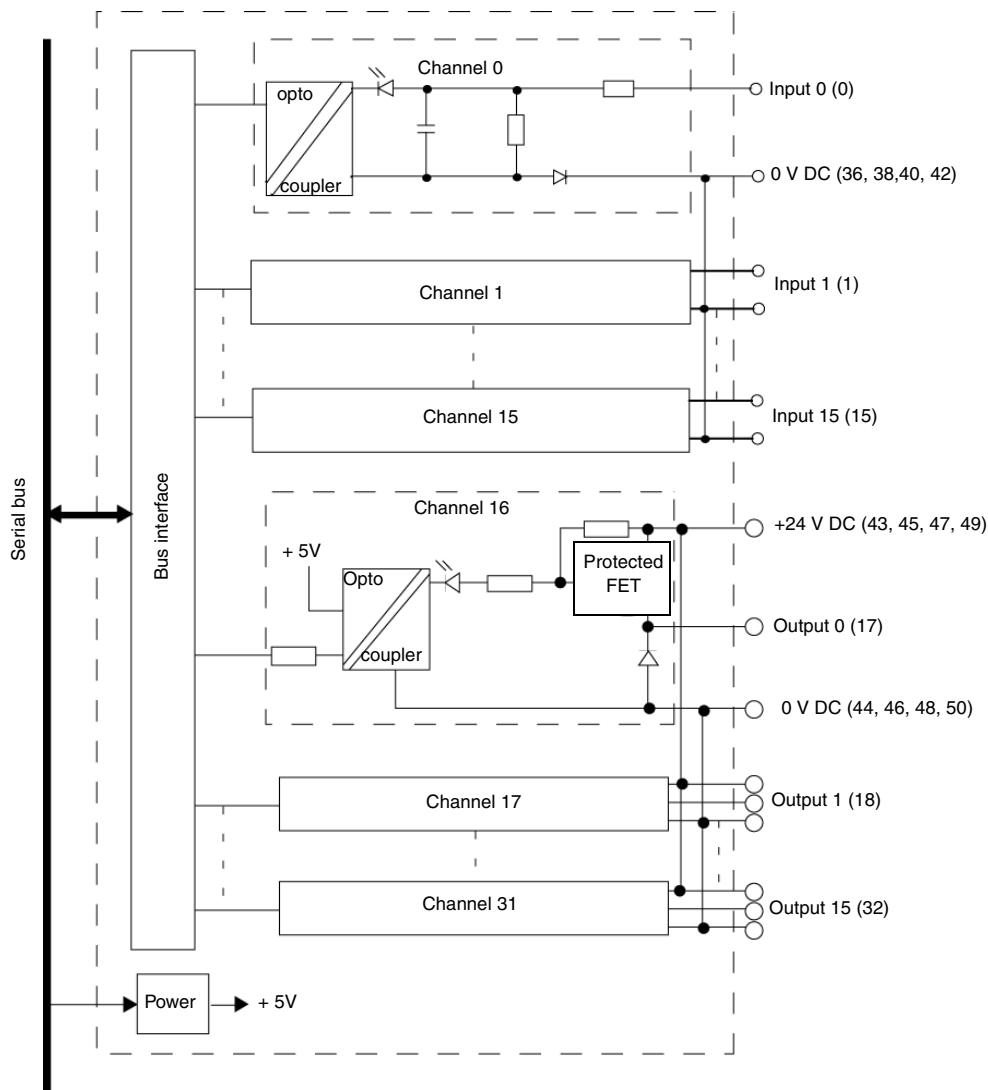 Channel 0
opto
coupler
Input 0 (0)
0 V DC (36, 38,40, 42)
Channel 1
Input 1 (1)
Channel 15
Input 15 (15)
Serial bus
Bus interface
Channel 16
+ 5V
Opto
coupler
Protected
FET
+24 V DC (43, 45, 47, 49)
Output 0 (17)
0 V DC (44, 46, 48, 50)
Channel 17
Output 1 (18)
Channel 31
Output 15 (32)
Power
+ 5V